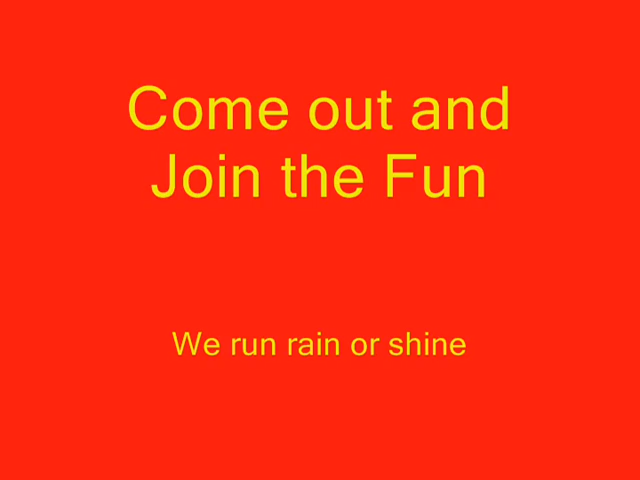 Come out and
Join the Fun
We run rain or shine